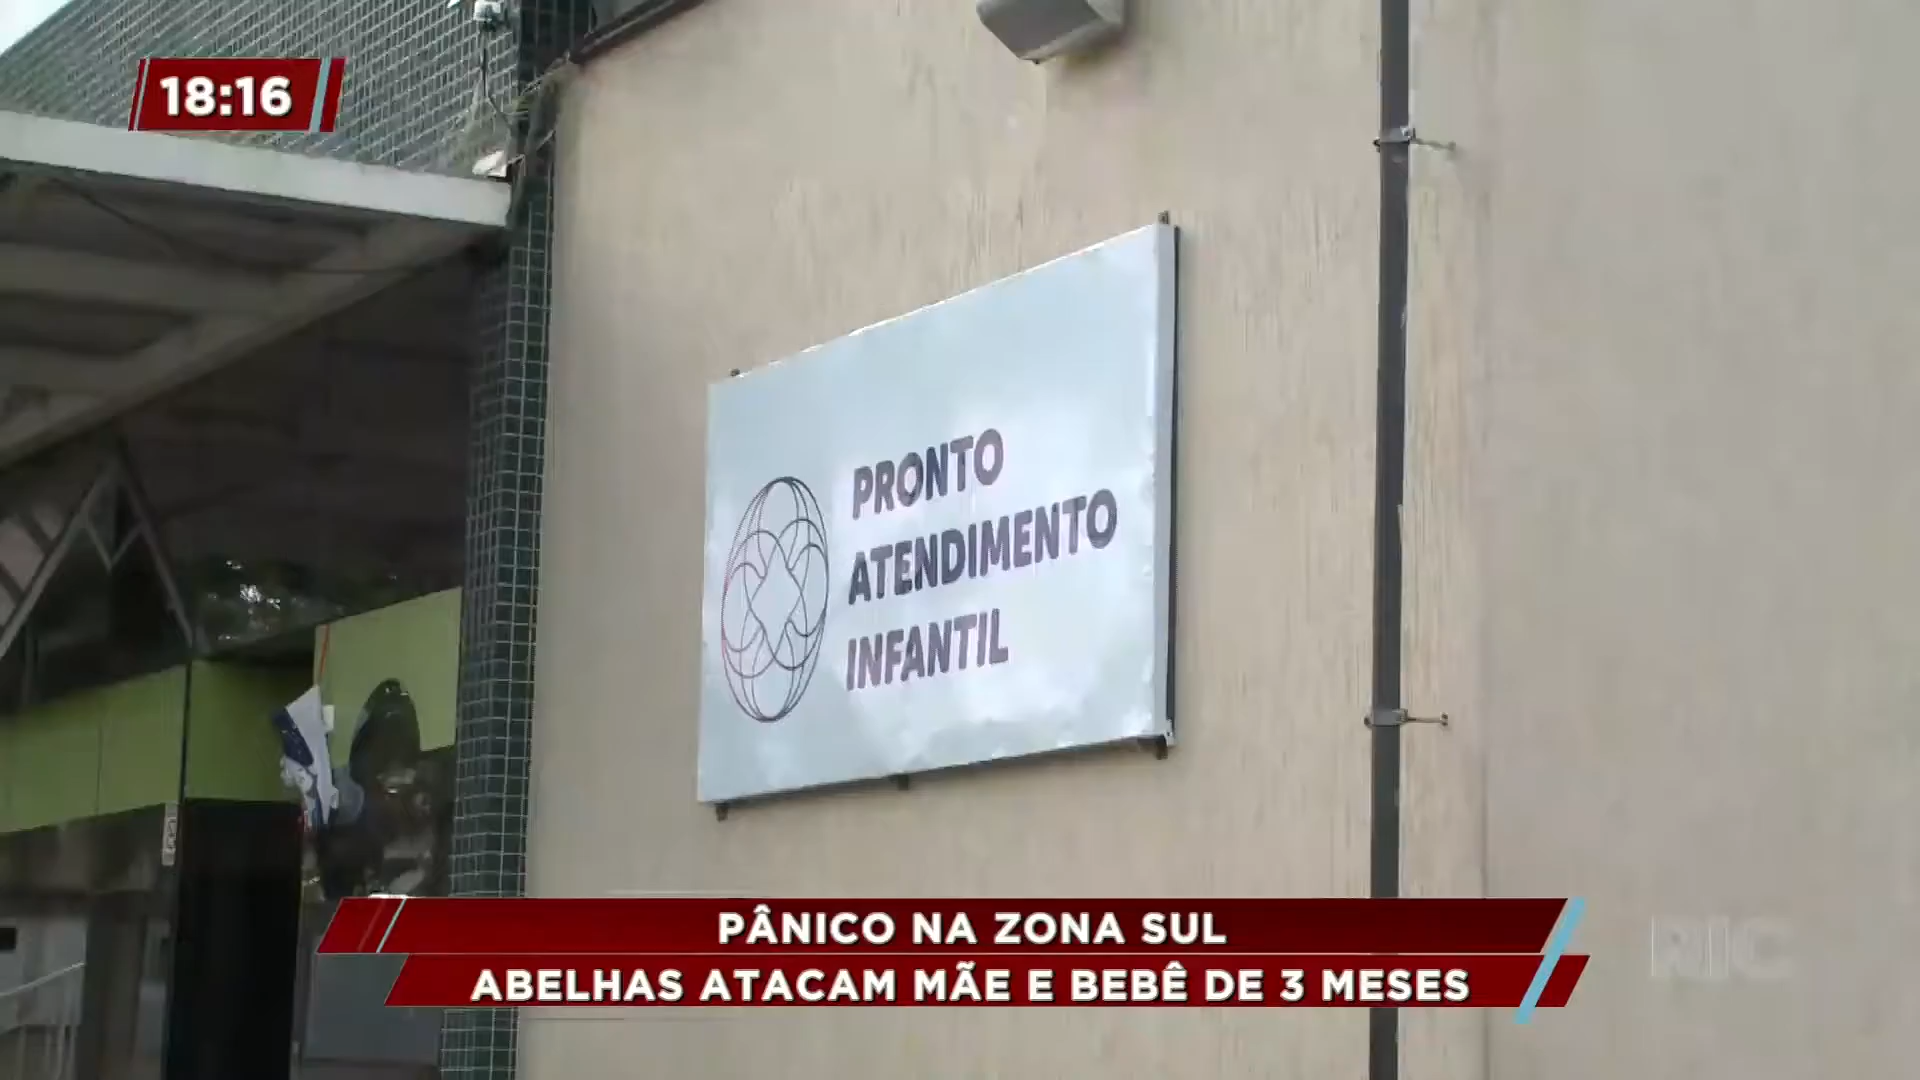 18:16
PRONTO
ATENDIMENTO
INFANTIL
PÂNICO NA ZONA SUL
ABELHAS ATACAM MÃE E BEBÊ DE 3 MESES
RIC